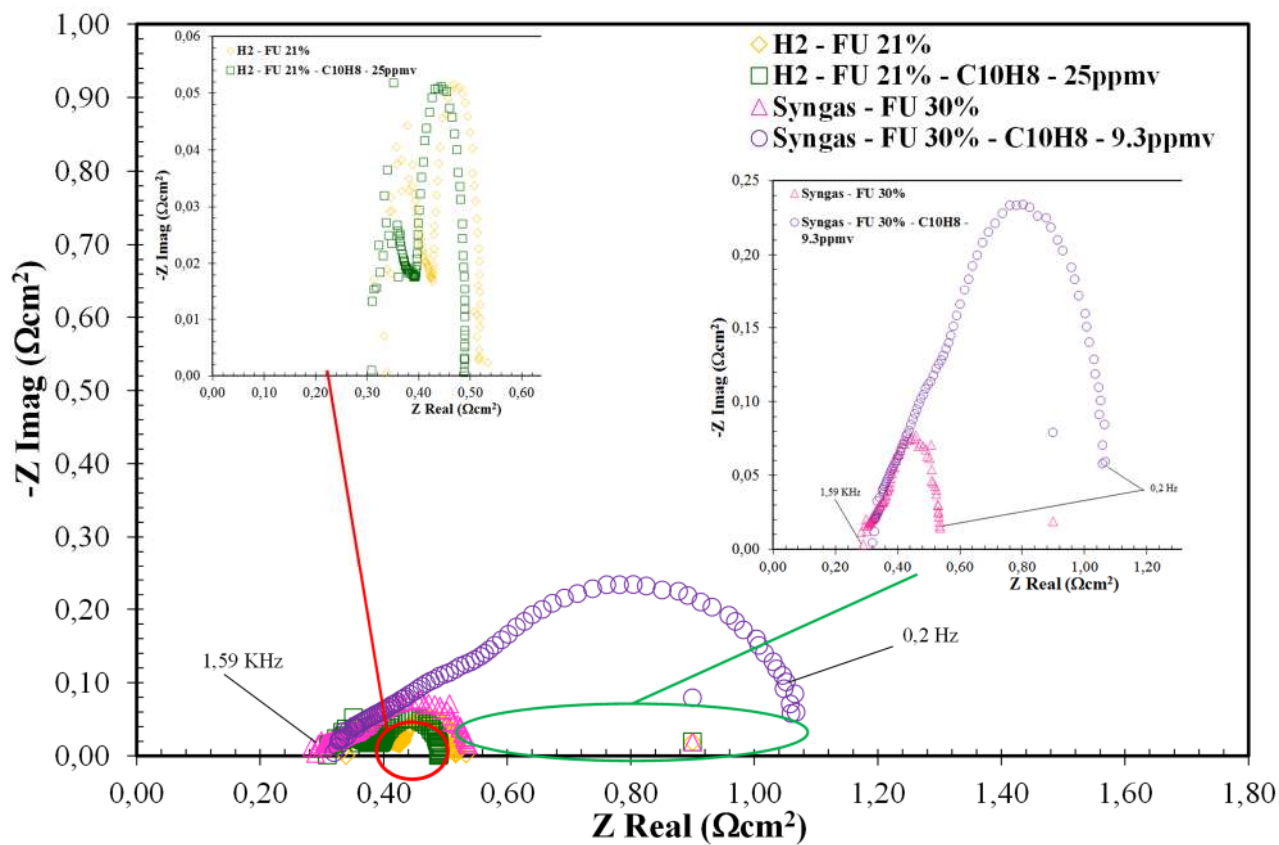 1,00
0,90
0,80
0,70
0,60
0,50
0,40
0,30
0,20
0,10
0,00
-Z Imag (Ωcm²)
0,00
0,20
0,40
0,60
0,80
1,00
1,20
1,40
1,60
1,80
Z Real (Ωcm²)
H2 - FU 21%
H2 - FU 21% - C10H8 - 25ppmv
Syngas - FU 30%
Syngas - FU 30% - C10H8 - 9.3ppmv
1,59 KHz
0,2 Hz
0,06
0,05
0,04
0,03
0,02
0,01
0,00
-Z Imag (Ωcm²)
0,00
0,10
0,20
0,30
0,40
0,50
0,60
Z Real (Ωcm²)
H2 - FU 21%
H2 - FU 21% - C10H8 - 25ppmv
0,25
0,20
0,15
0,10
0,05
0,00
-Z Imag (Ωcm²)
0,00
0,20
0,40
0,60
0,80
1,00
1,20
Z Real (Ωcm²)
Syngas - FU 30%
Syngas - FU 30% - C10H8 -
9.3ppmv
1,59 KHz
0,2 Hz